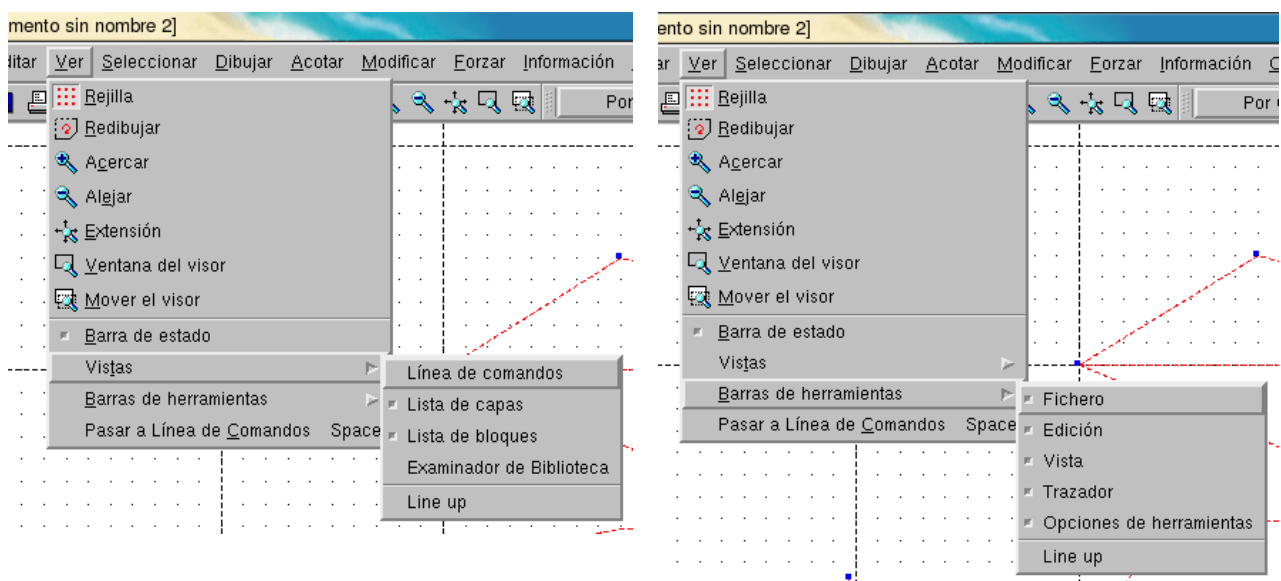 mento sin nombre 2]
ditar Ver Seleccionar Dibujar Acotar Modificar Forzar Información
Rejilla
Por
Redibujar
Acercar
Alejar
Extensión
Ventana del visor
Mover el visor
Barra de estado
Vistas
Línea de comandos
Barras de herramientas
Lista de capas
Pasar a Línea de Comandos Space
Lista de bloques
Examinador de Biblioteca
Line up
ento sin nombre 2]
ar Ver Seleccionar Dibujar Acotar Modificar Forzar Información
Rejilla
Por
Redibujar
Acercar
Alejar
Extensión
Ventana del visor
Mover el visor
Barra de estado
Vistas
Barras de herramientas
Fichero
Pasar a Línea de Comandos Space
Edición
Vista
Trazador
Opciones de herramientas
Line up